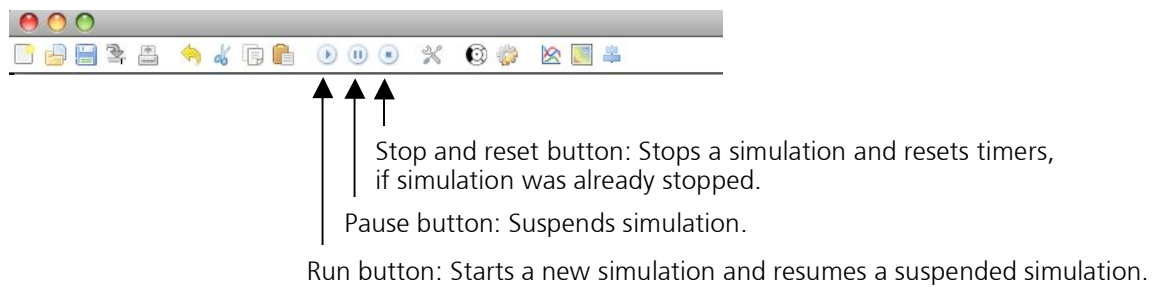 Stop and reset button: Stops a simulation and resets timers,
if simulation was already stopped.
Pause button: Suspends simulation.
Run button: Starts a new simulation and resumes a suspended simulation.